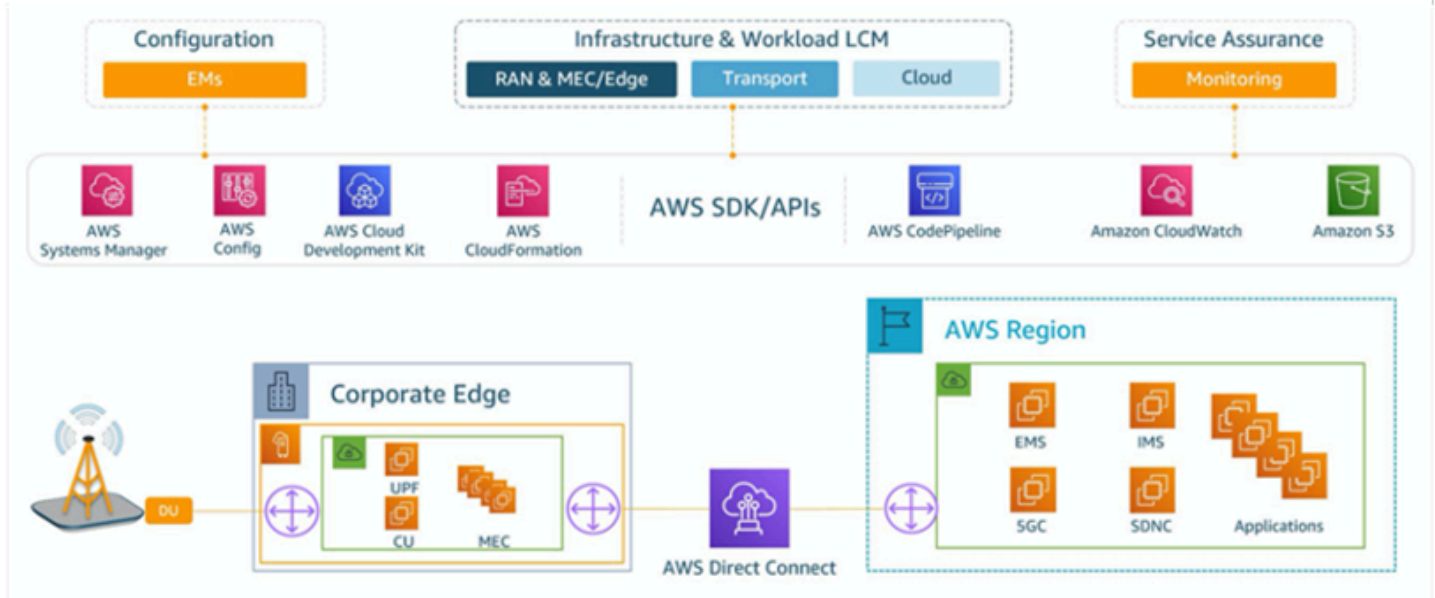 Configuration
EMs
Infrastructure & Workload LCM
RAN & MEC/Edge
Transport
Cloud
Service Assurance
Monitoring
AWS
Systems Manager
AWS
Config
AWS Cloud
Development Kit
AWS
CloudFormation
AWS SDK/APIs
AWS CodePipeline
Amazon CloudWatch
Amazon S3
AWS Region
Corporate Edge
EMS
IMS
UPF
DU
CU
MEC
5GC
SDNC
Applications
AWS Direct Connect